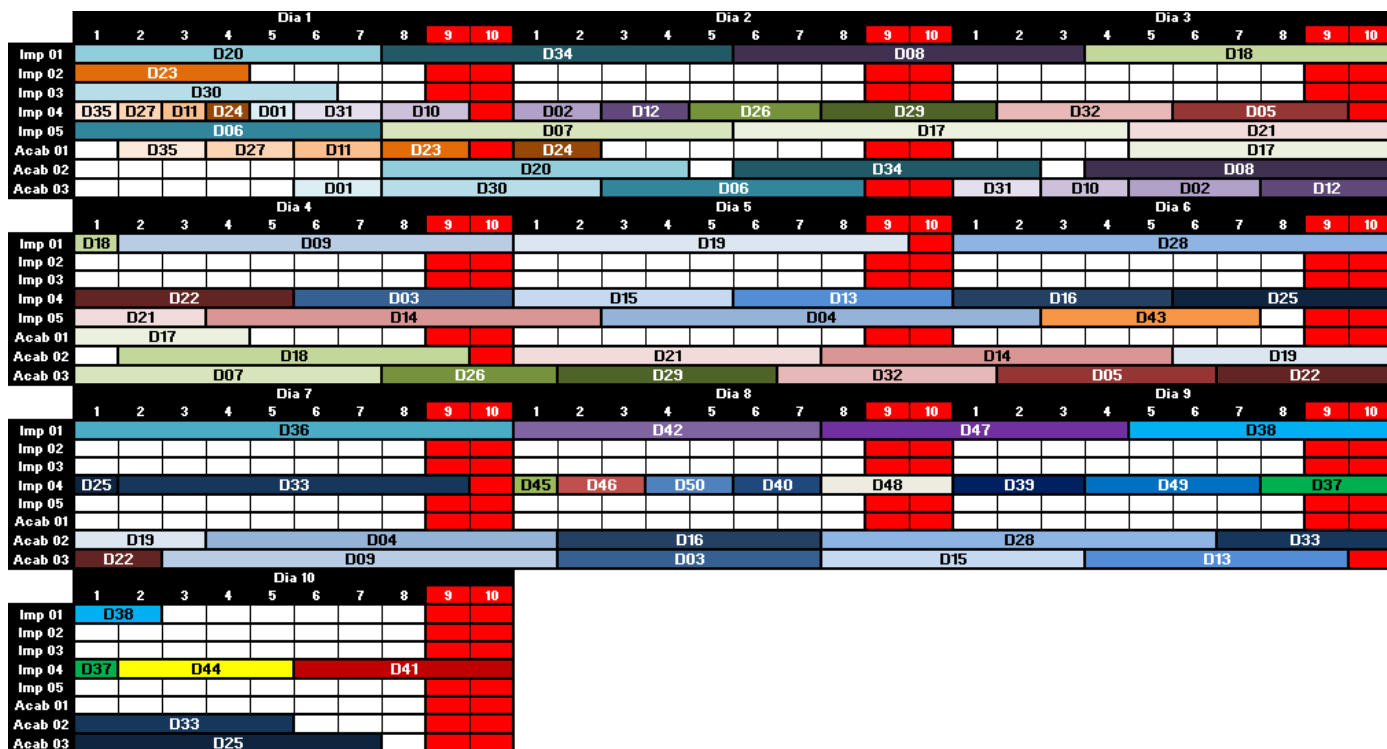 Dia 1 Dia 2 Dia 3
1 2 3 4 5 6 7 8 9 10 1 2 3 4 5 6 7 8 9 10 1 2 3 4 5 6 7 8 9 10
Imp 01 D20 D34 D08 D18
Imp 02 D23
Imp 03 D30
Imp 04 D35 D27 D11 D24 D01 D31 D10 D02 D12 D26 D29 D32 D05
Imp 05 D06 D07 D17 D21
Acab 01 D35 D27 D11 D23 D24 D17
Acab 02 D20 D34 D08
Acab 03 D01 D30 D06 D31 D10 D02 D12
Dia 4 Dia 5 Dia 6
1 2 3 4 5 6 7 8 9 10 1 2 3 4 5 6 7 8 9 10 1 2 3 4 5 6 7 8 9 10
Imp 01 D18 D09 D19 D28
Imp 02
Imp 03
Imp 04 D22 D03 D15 D13 D16 D25
Imp 05 D21 D14 D04 D43
Acab 01 D17
Acab 02 D18 D21 D14 D19
Acab 03 D07 D26 D29 D32 D05 D22
Dia 7 Dia 8 Dia 9
1 2 3 4 5 6 7 8 9 10 1 2 3 4 5 6 7 8 9 10 1 2 3 4 5 6 7 8 9 10
Imp 01 D36 D42 D47 D38
Imp 02
Imp 03
Imp 04 D25 D33 D45 D46 D50 D40 D48 D39 D49 D37
Imp 05
Acab 01
Acab 02 D19 D04 D16 D28 D33
Acab 03 D22 D09 D03 D15 D13
Dia 10
1 2 3 4 5 6 7 8 9 10
Imp 01 D38
Imp 02
Imp 03
Imp 04 D37 D44 D41
Imp 05
Acab 01
Acab 02 D33
Acab 03 D25